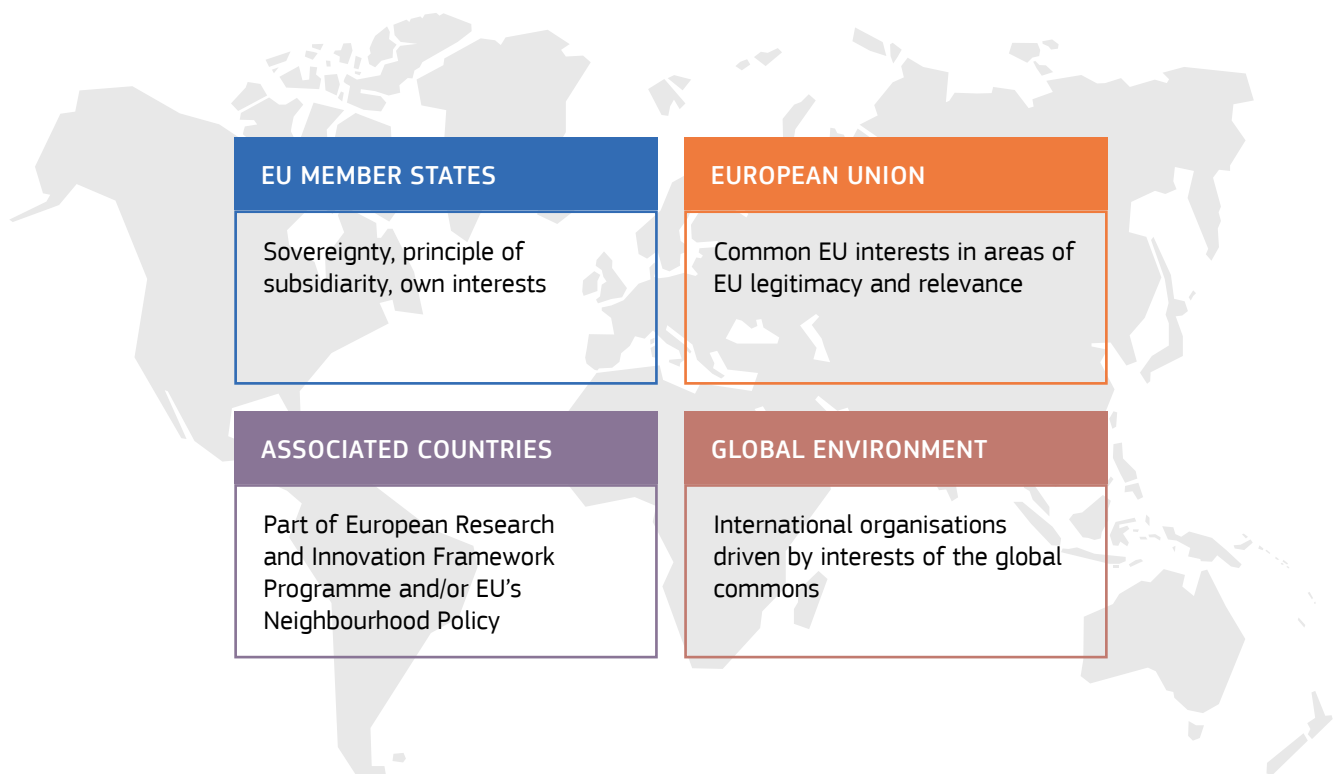 EU MEMBER STATES
Sovereignty, principle of
subsidiarity, own interests
EUROPEAN UNION
Common EU interests in areas of
EU legitimacy and relevance
ASSOCIATED COUNTRIES
Part of European Research
and Innovation Framework
Programme and/or EU’s
Neighbourhood Policy
GLOBAL ENVIRONMENT
International organisations
driven by interests of the global
commons